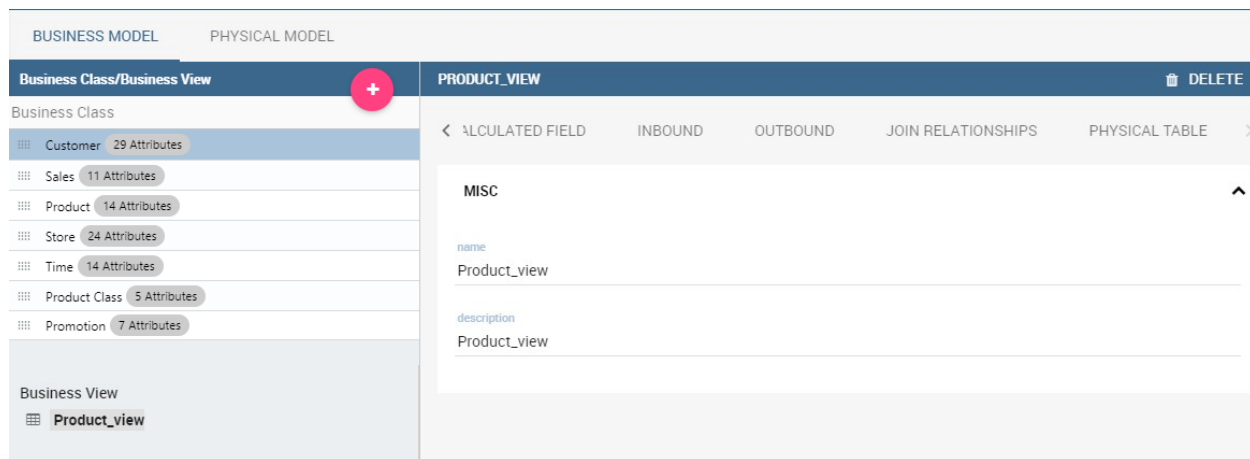 BUSINESS MODEL PHYSICAL MODEL
Business Class/Business View
+
Business Class
Customer 29 Attributes
Sales 11 Attributes
Product 14 Attributes
Store 24 Attributes
Time 14 Attributes
Product Class 5 Attributes
Promotion 7 Attributes
Business View
Product_view
PRODUCT_VIEW DELETE
ALCULATED FIELD INBOUND OUTBOUND JOIN RELATIONSHIPS PHYSICAL TABLE
MISC
name
Product_view
description
Product_view